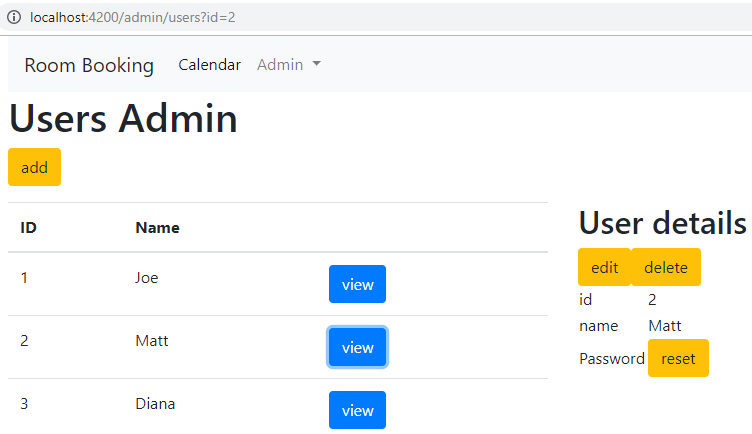 localhost:4200/admin/users?id=2
Room Booking Calendar Admin
Users Admin
add
ID Name
1 Joe view
2 Matt view
3 Diana view
User details
edit delete
id 2
name Matt
Password reset